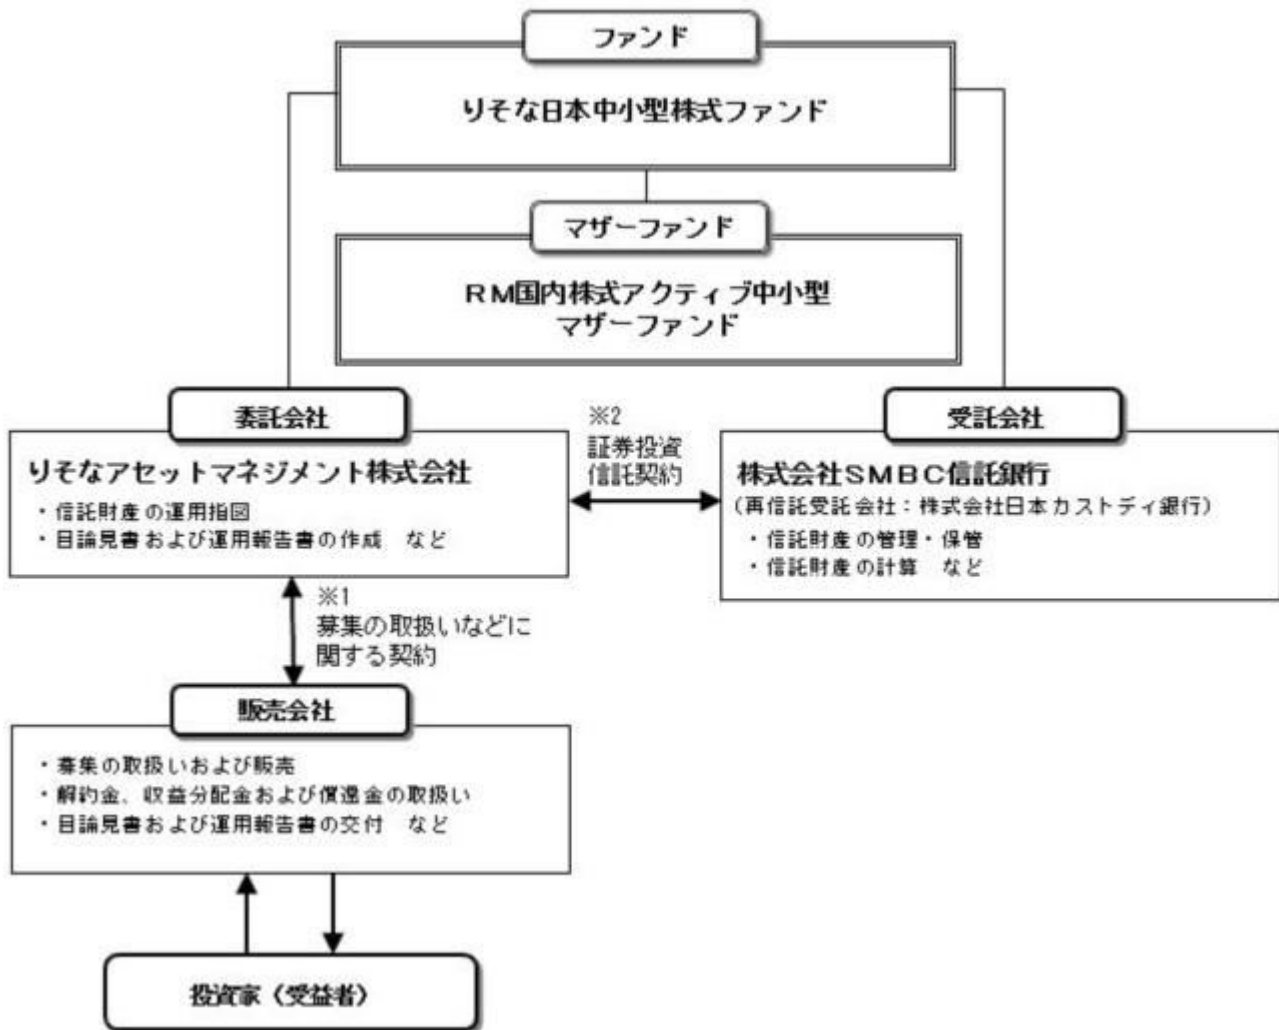 ファンド
りそな日本中小型株式ファンド
マザーファンド
RM国内株式アクティブ中小型
マザーファンド
委託会社
りそなアセットマネジメント株式会社
・信託財産の運用指図
・目論見書および運用報告書の作成　など
※2
証券投資
信託契約
受託会社
株式会社SMBC信託銀行
(再信託受託会社：株式会社日本カストディ銀行)
・信託財産の管理・保管
・信託財産の計算　など
※1
募集の取扱いなどに
関する契約
販売会社
・募集の取扱いおよび販売
・解約金、収益分配金および償還金の取扱い
・目論見書および運用報告書の交付　など
投資家（受益者）